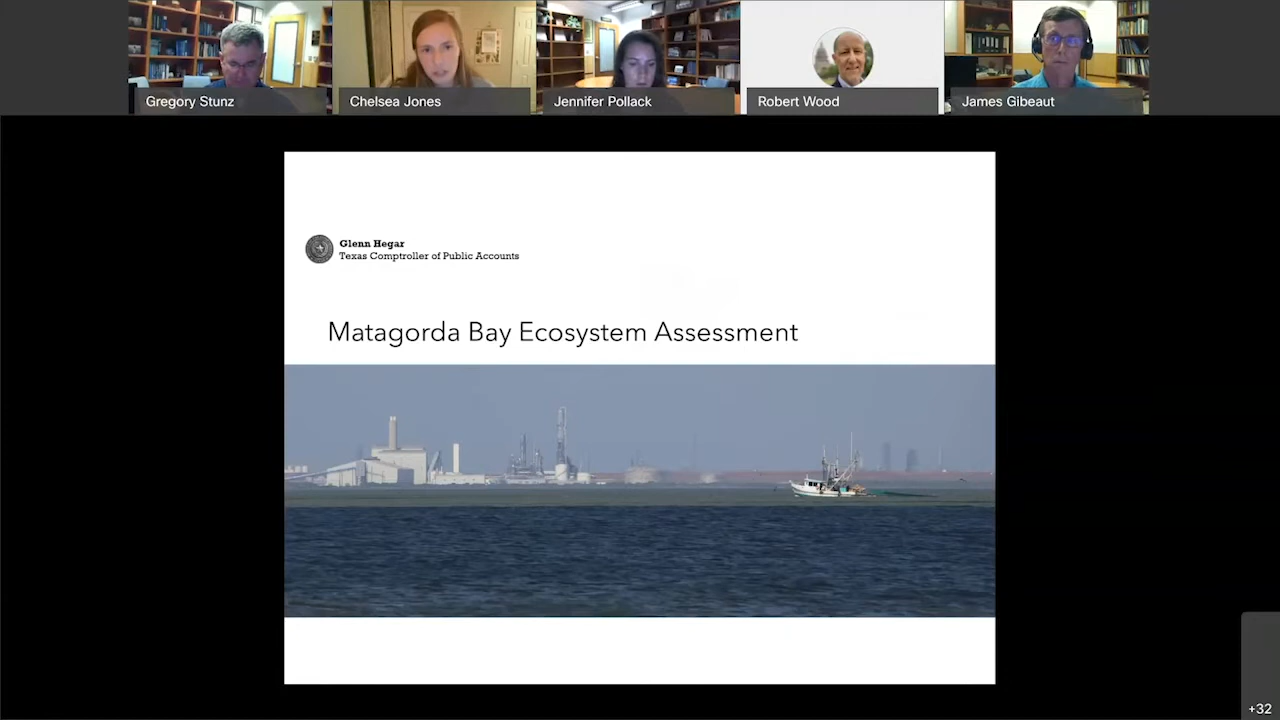 Gregory Stunz
Chelsea Jones
Jennifer Pollack
Robert Wood
James Gibeaut
Glenn Hegar
Texas Comptroller of Public Accounts
Matagorda Bay Ecosystem Assessment
+32